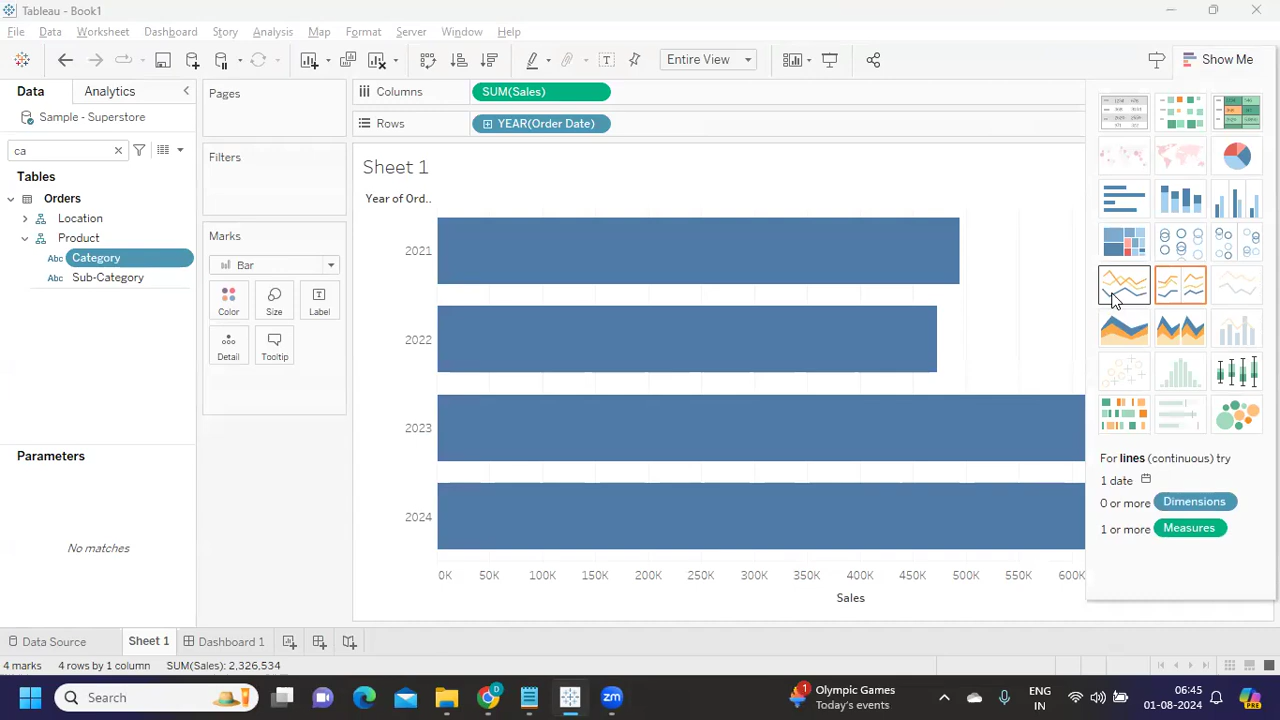 Tableau - Book1
File Data Worksheet Dashboard Story Analysis Map Format Server Window Help
Entire View
Show Me
Data Analytics
Sample - Superstore
ca
Tables
Orders
Location
Product
Abc Category
Abc Sub-Category
Parameters
No matches
Pages
Filters
Marks
Bar
Color Size Label
Detail Tooltip
Columns SUM(Sales)
Rows YEAR(Order Date)
Sheet 1
Year of Ord..
2021
2022
2023
2024
0K 50K 100K 150K 200K 250K 300K 350K 400K 450K 500K 550K 600K
Sales
For lines (continuous) try
1 date
0 or more Dimensions
1 or more Measures
Data Source Sheet 1 Dashboard 1
4 marks 4 rows by 1 column SUM(Sales): 2,326,534
Search
D
zm
1
Olympic Games
Today's events
ENG
IN
06:45
01-08-2024
PRE